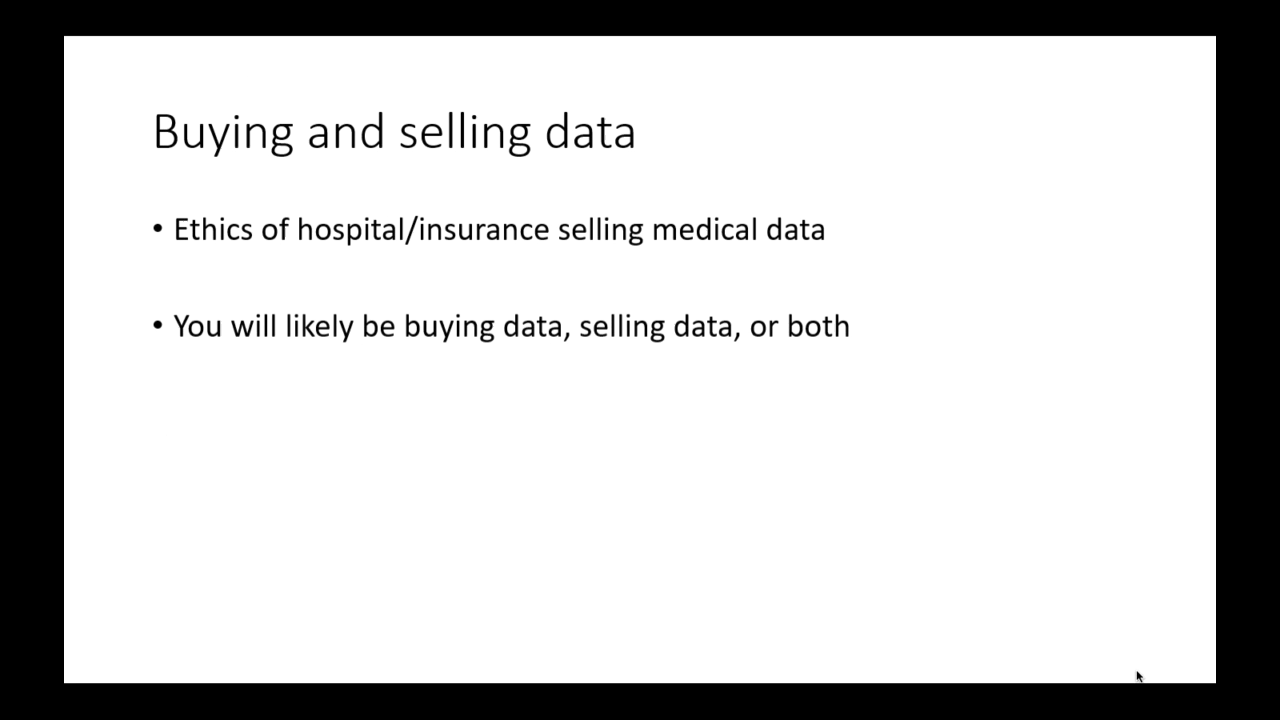 Buying and selling data
• Ethics of hospital/insurance selling medical data
• You will likely be buying data, selling data, or both